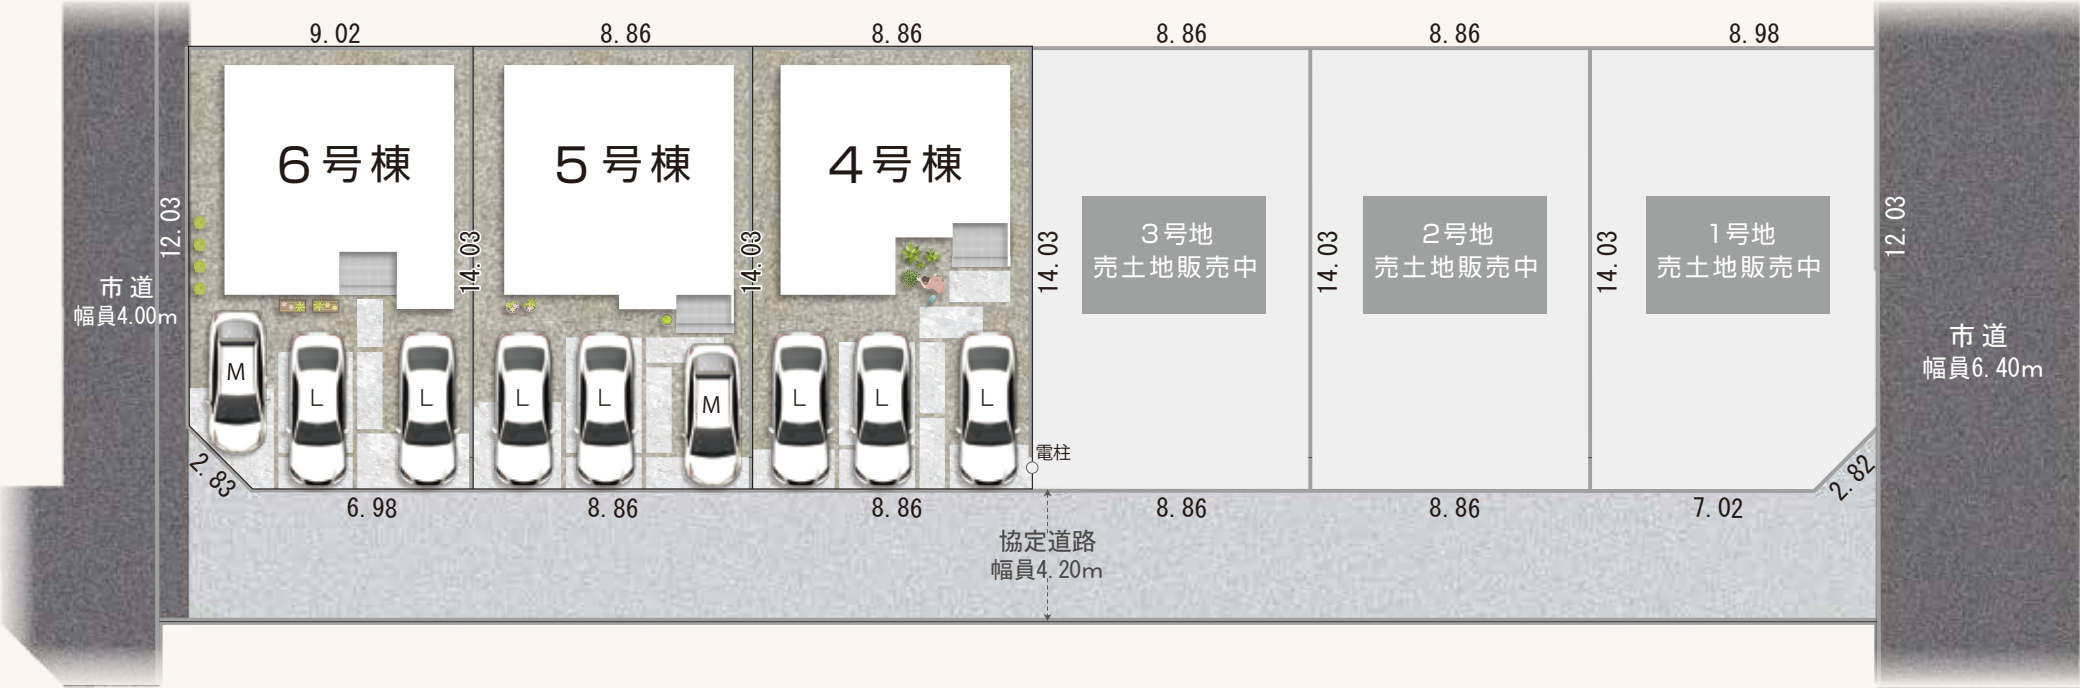 9.02
8.86
8.86
8.86
8.86
8.98
6号棟
5号棟
4号棟
3号地
売土地販売中
2号地
売土地販売中
1号地
売土地販売中
12.03
14.03
14.03
14.03
14.03
14.03
12.03
市道
幅員4.00m
市道
幅員6.40m
M
L
L
L
L
M
L
L
L
電柱
2.83
2.82
6.98
8.86
8.86
8.86
8.86
7.02
協定道路
幅員4.20m